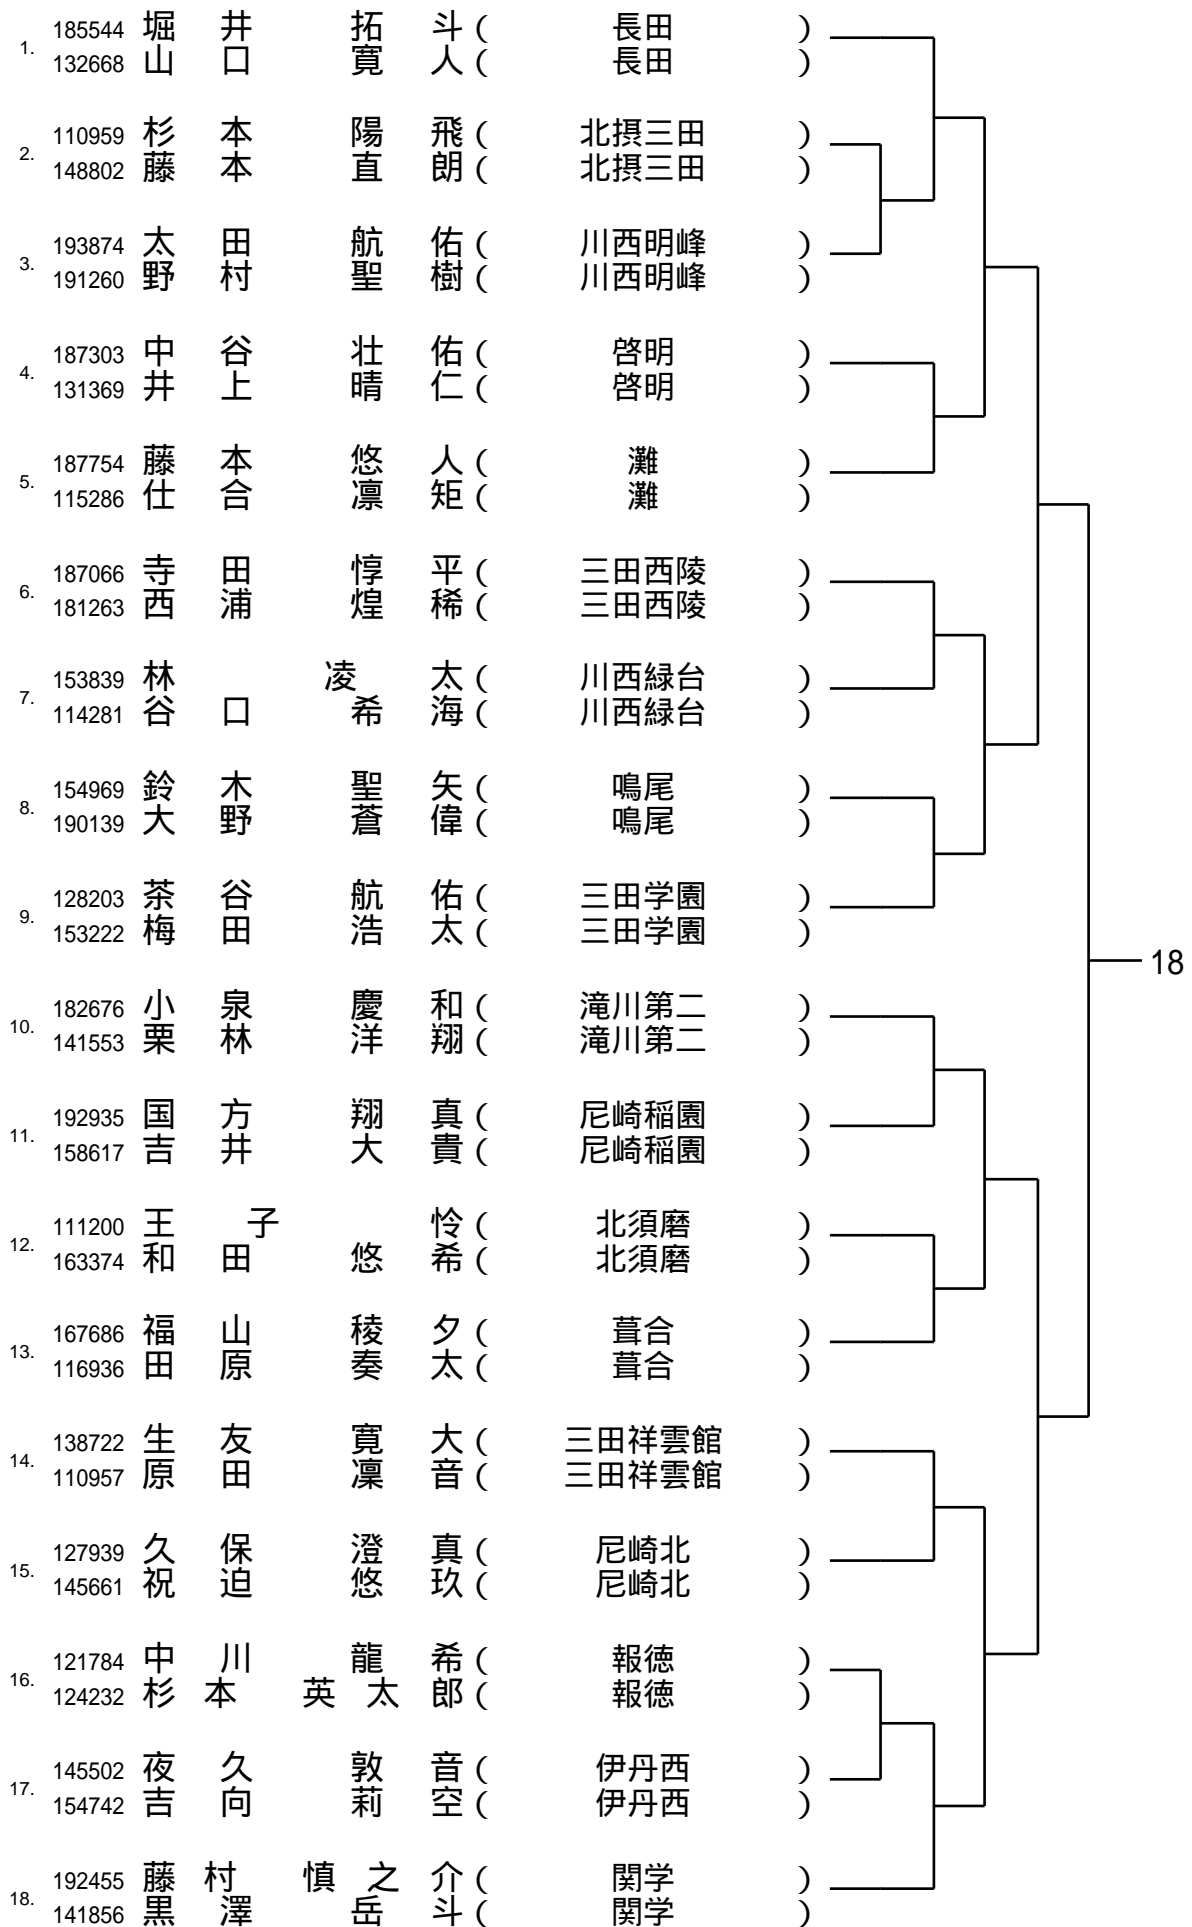 1. 185544 堀井 拓斗 ( 長田 )
132668 山口 寛人 ( 長田 )
2. 110959 杉本 陽飛 ( 北摂三田 )
148802 藤本 直朗 ( 北摂三田 )
3. 193874 太田 航佑 ( 川西明峰 )
191260 野村 聖樹 ( 川西明峰 )
4. 187303 中谷 壮佑 ( 啓明 )
131369 井上 晴仁 ( 啓明 )
5. 187754 藤本 悠人 ( 灘 )
115286 仕合 凛矩 ( 灘 )
6. 187066 寺田 惇平 ( 三田西陵 )
181263 西浦 煌稀 ( 三田西陵 )
7. 153839 林 凌太 ( 川西緑台 )
114281 谷口 希海 ( 川西緑台 )
8. 154969 鈴木 聖矢 ( 鳴尾 )
190139 大野 蒼偉 ( 鳴尾 )
9. 128203 茶谷 航佑 ( 三田学園 )
153222 梅田 浩太 ( 三田学園 )
18
10. 182676 小泉 慶和 ( 滝川第二 )
141553 栗林 洋翔 ( 滝川第二 )
11. 192935 国方 翔真 ( 尼崎稲園 )
158617 吉井 大貴 ( 尼崎稲園 )
12. 111200 王子 怜 ( 北須磨 )
163374 和田 悠希 ( 北須磨 )
13. 167686 福山 稜夕 ( 葺合 )
116936 田原 奏太 ( 葺合 )
14. 138722 生友 寛大 ( 三田祥雲館 )
110957 原田 凜音 ( 三田祥雲館 )
15. 127939 久保 澄真 ( 尼崎北 )
145661 祝迫 悠玖 ( 尼崎北 )
16. 121784 中川 龍希 ( 報徳 )
124232 杉本 英太郎 ( 報徳 )
17. 145502 夜久 敦音 ( 伊丹西 )
154742 吉向 莉空 ( 伊丹西 )
18. 192455 藤村 慎之介 ( 関学 )
141856 黒澤 岳斗 ( 関学 )